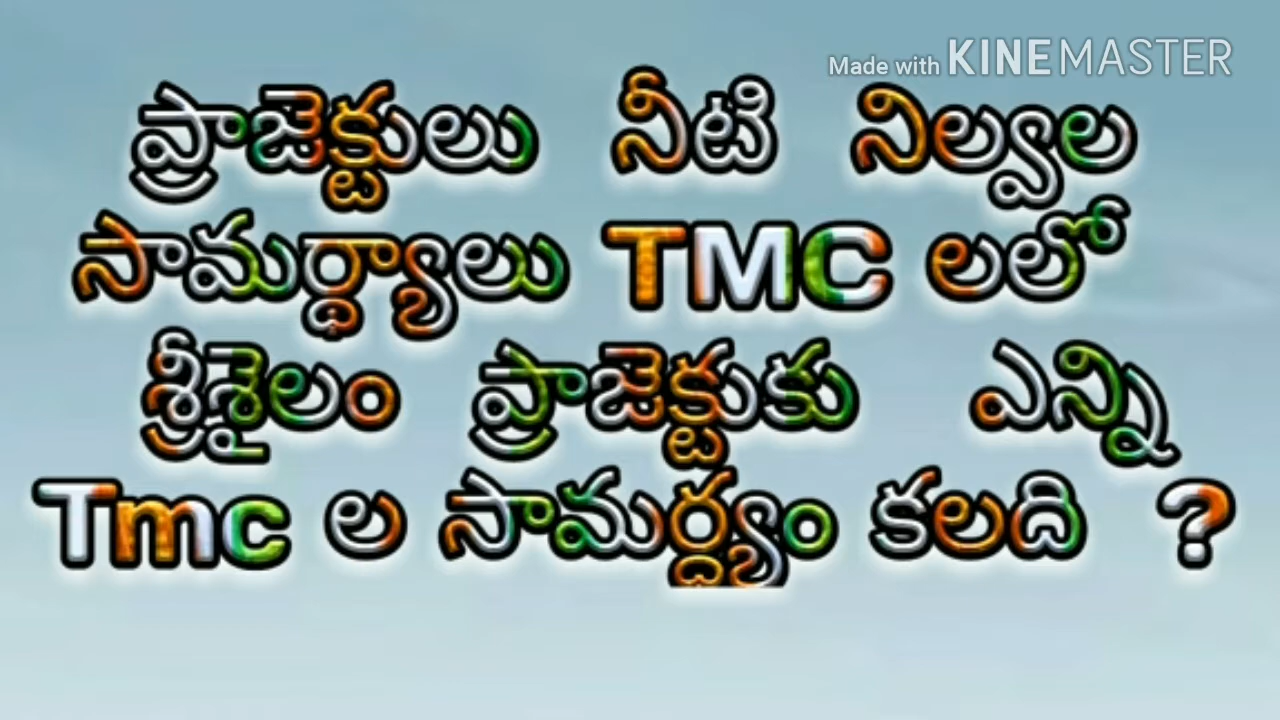 Made with KINEMASTER
ప్రాజెక్టులు నీటి నిల్వల
సామర్థ్యాలు TMC లలో
శ్రీశైలం ప్రాజెక్టుకు ఎన్ని
Tmc ల సామర్ధ్యం కలది ?